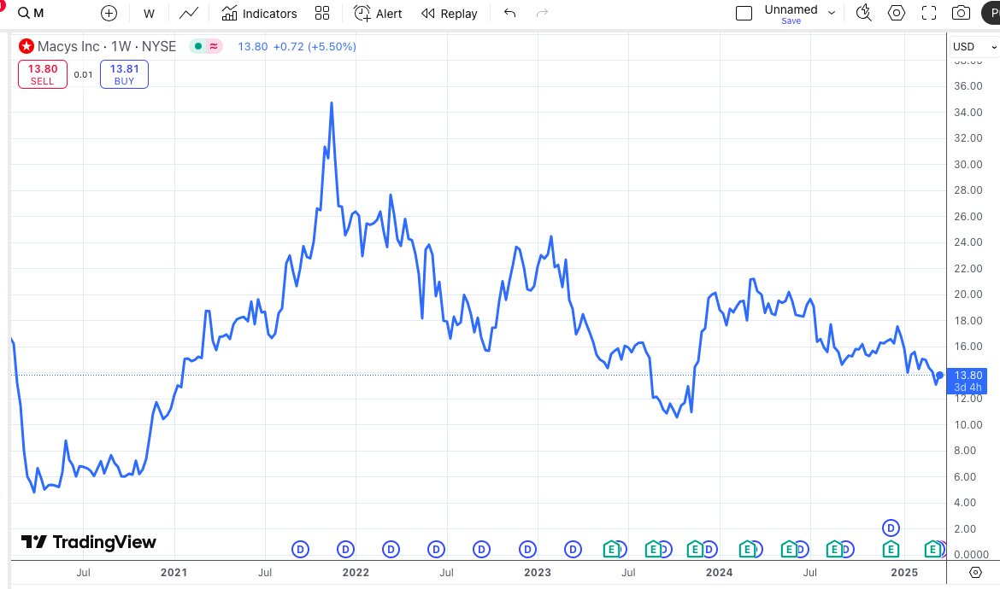 M W Indicators Alert Replay Unnamed
Save
Macys Inc · 1W · NYSE 13.80 +0.72 (+5.50%) USD
13.80 0.01 13.81
SELL BUY
38.00
36.00
34.00
32.00
30.00
28.00
26.00
24.00
22.00
20.00
18.00
16.00
13.80
3d 4h
12.00
10.00
8.00
6.00
4.00
2.00
0.0000
D
TradingView
D D D D D D D E D E D E D E D E D E D E E
Jul 2021 Jul 2022 Jul 2023 Jul 2024 Jul 2025